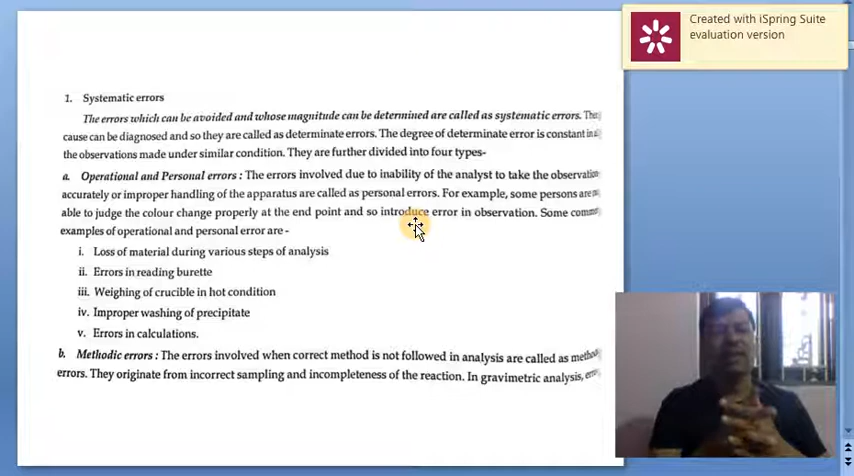 Created with iSpring Suite
evaluation version
1. Systematic errors
The errors which can be avoided and whose magnitude can be determined are called as systematic errors.
cause can be diagnosed and so they are called as determinate errors. The degree of determinate error is constant in
the observations made under similar condition. They are further divided into four types-
a. Operational and Personal errors : The errors involved due to inability of the analyst to take the observation
accurately or improper handling of the apparatus are called as personal errors. For example, some persons are
able to judge the colour change properly at the end point and so introduce error in observation. Some
examples of operational and personal error are -
i. Loss of material during various steps of analysis
ii. Errors in reading burette
iii. Weighing of crucible in hot condition
iv. Improper washing of precipitate
v. Errors in calculations.
b. Methodic errors : The errors involved when correct method is not followed in analysis are called as method
errors. They originate from incorrect sampling and incompleteness of the reaction. In gravimetric analysis,